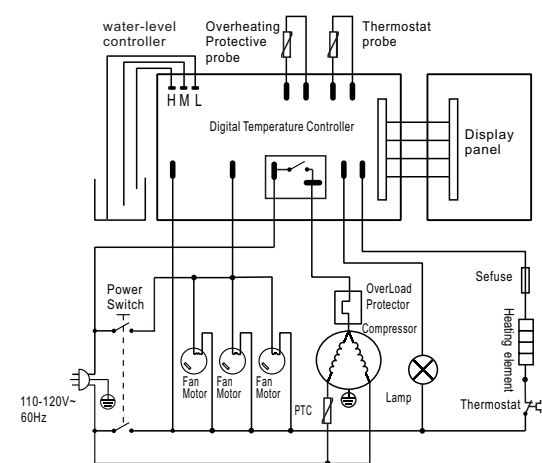 water-level
controller
Overheating
Protective
probe
Thermostat
probe
H M L
Digital Temperature Controller
Display
panel
Power
Switch
OverLoad
Protector
Compressor
Sefuse
Heating element
Fan
Motor
Fan
Motor
Fan
Motor
PTC
Lamp
Thermostat
110-120V~
60Hz